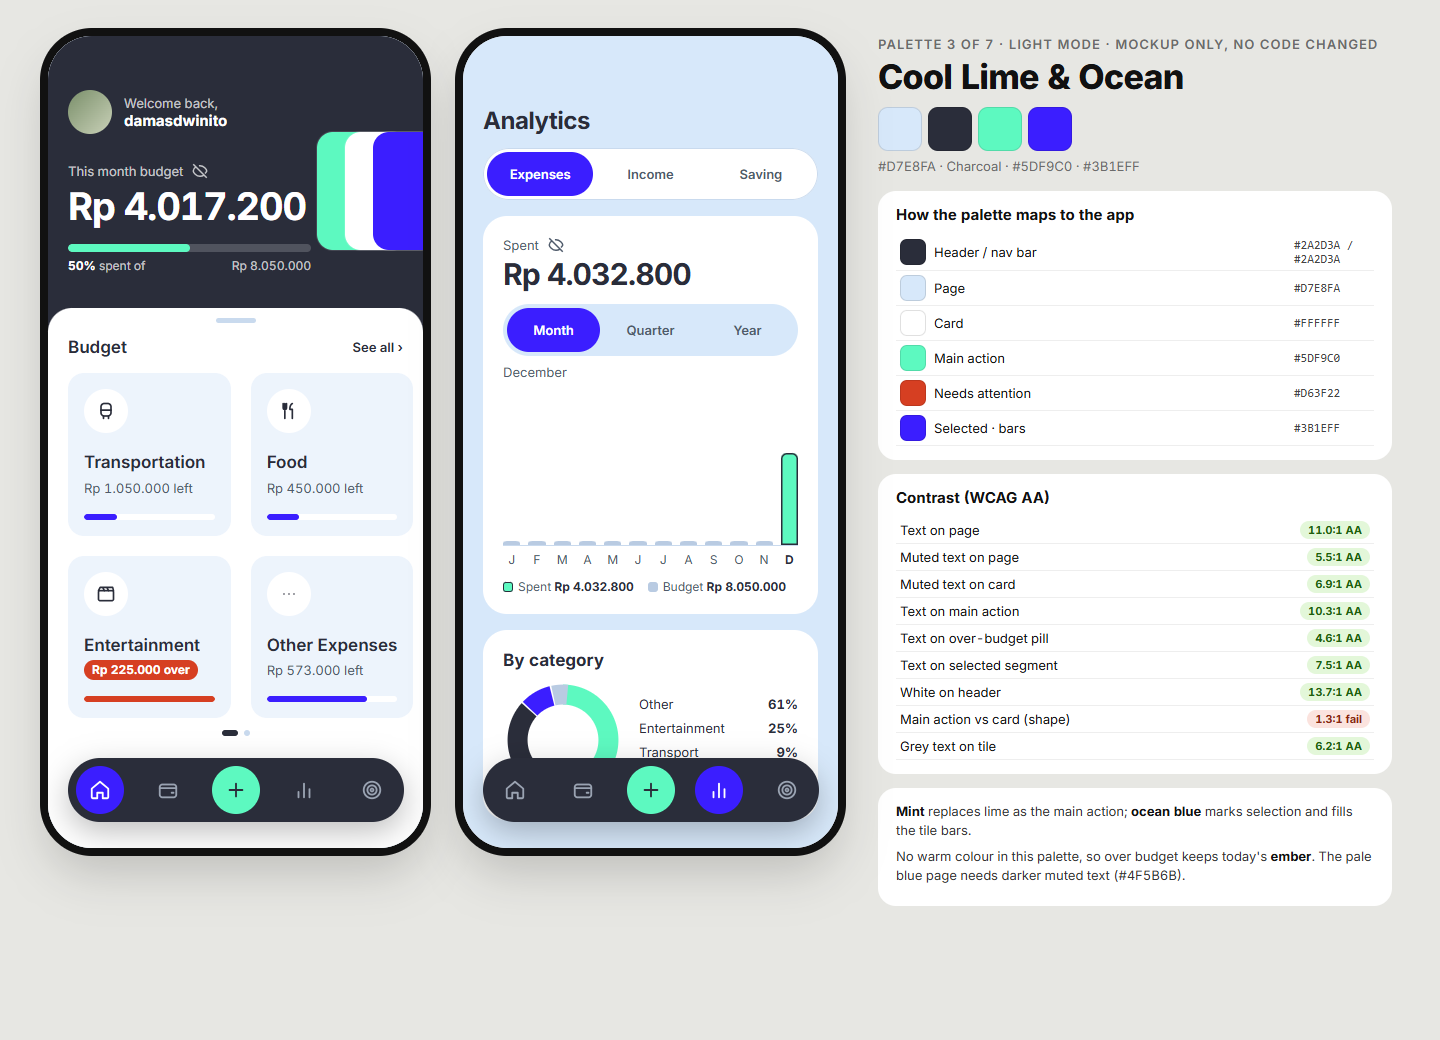 Welcome back,
damasdwinito
This month budget
Rp 4.017.200
50% spent of
Rp 8.050.000
Budget
See all ›
Transportation
Rp 1.050.000 left
Food
Rp 450.000 left
Entertainment
Rp 225.000 over
Other Expenses
Rp 573.000 left
Analytics
Expenses
Income
Saving
Spent
Rp 4.032.800
Month
Quarter
Year
December
J F M A M J J A S O N D
Spent Rp 4.032.800
Budget Rp 8.050.000
By category
Other 61%
Entertainment 25%
Transport 9%
PALETTE 3 OF 7 · LIGHT MODE · MOCKUP ONLY, NO CODE CHANGED
Cool Lime & Ocean
#D7E8FA · Charcoal · #5DF9C0 · #3B1EFF
How the palette maps to the app
Header / nav bar
#2A2D3A /
#2A2D3A
Page #D7E8FA
Card #FFFFFF
Main action #5DF9C0
Needs attention #D63F22
Selected · bars #3B1EFF
Contrast (WCAG AA)
Text on page 11.0:1 AA
Muted text on page 5.5:1 AA
Muted text on card 6.9:1 AA
Text on main action 10.3:1 AA
Text on over-budget pill 4.6:1 AA
Text on selected segment 7.5:1 AA
White on header 13.7:1 AA
Main action vs card (shape) 1.3:1 fail
Grey text on tile 6.2:1 AA
Mint replaces lime as the main action; ocean blue marks selection and fills
the tile bars.
No warm colour in this palette, so over budget keeps today's ember. The pale
blue page needs darker muted text (#4F5B6B).